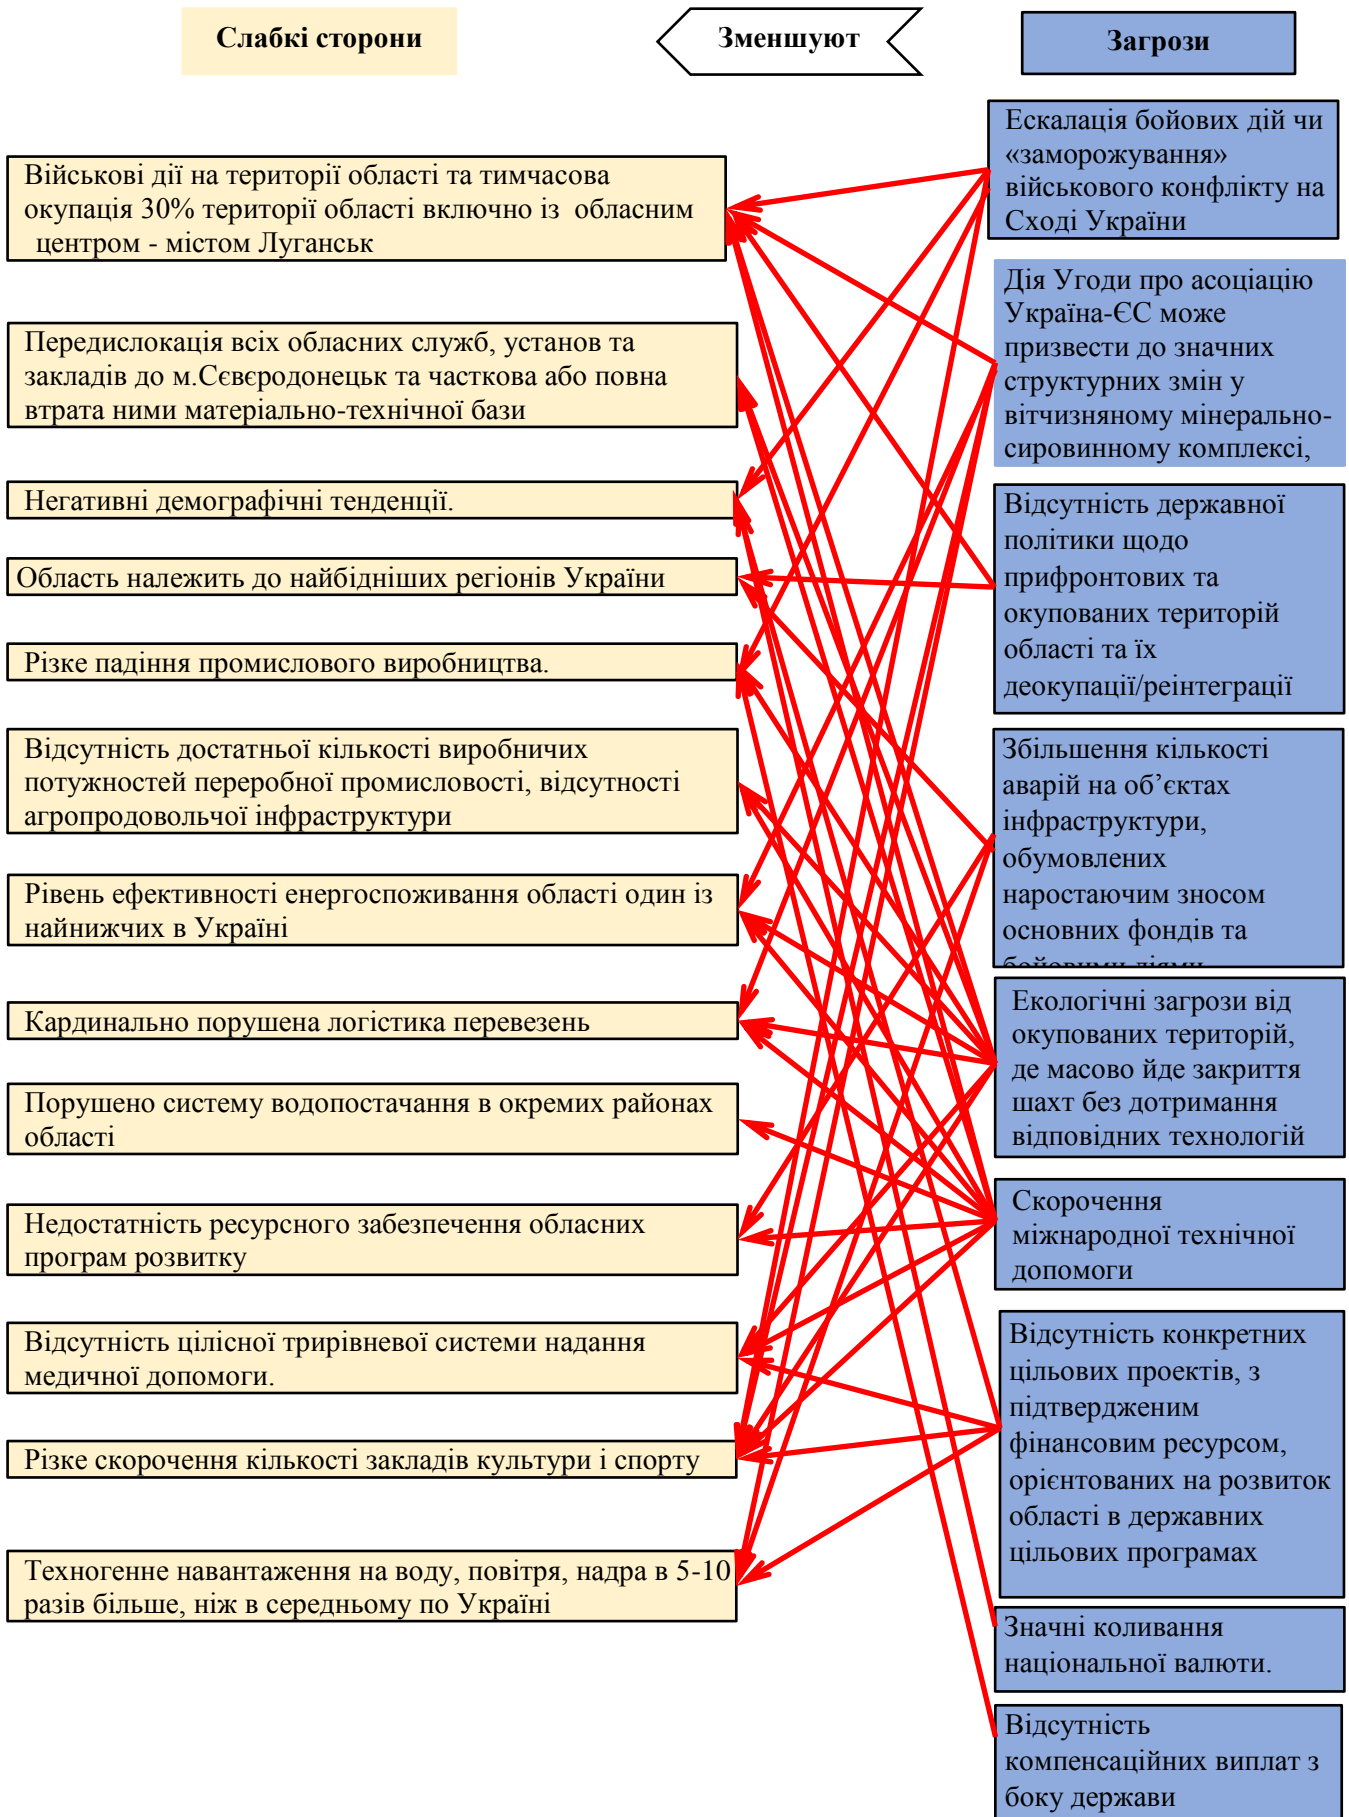 Слабкі сторони
Зменшуют
Загрози
Військові дії на території області та тимчасова
окупація 30% території області включно із обласним
центром - містом Луганськ
Передислокація всіх обласних служб, установ та
закладів до м.Сєвєродонецьк та часткова або повна
втрата ними матеріально-технічної бази
Негативні демографічні тенденції.
Область належить до найбідніших регіонів України
Різке падіння промислового виробництва.
Відсутність достатньої кількості виробничих
потужностей переробної промисловості, відсутності
агропродовольчої інфраструктури
Рівень ефективності енергоспоживання області один із
найнижчих в Україні
Кардинально порушена логістика перевезень
Порушено систему водопостачання в окремих районах
області
Недостатність ресурсного забезпечення обласних
програм розвитку
Відсутність цілісної трирівневої системи надання
медичної допомоги.
Різке скорочення кількості закладів культури і спорту
Техногенне навантаження на воду, повітря, надра в 5-10
разів більше, ніж в середньому по Україні
Ескалація бойових дій чи
«заморожування»
військового конфлікту на
Сході України
Дія Угоди про асоціацію
Україна-ЄС може
призвести до значних
структурних змін у
вітчизняному мінерально-
сировинному комплексі,
Відсутність державної
політики щодо
прифронтових та
окупованих територій
області та їх
деокупації/реінтеграції
Збільшення кількості
аварій на об’єктах
інфраструктури,
обумовлених
наростаючим зносом
основних фондів та
бойовими діями
Екологічні загрози від
окупованих територій,
де масово йде закриття
шахт без дотримання
відповідних технологій
Скорочення
міжнародної технічної
допомоги
Відсутність конкретних
цільових проектів, з
підтвердженим
фінансовим ресурсом,
орієнтованих на розвиток
області в державних
цільових програмах
Значні коливання
національної валюти.
Відсутність
компенсаційних виплат з
боку держави